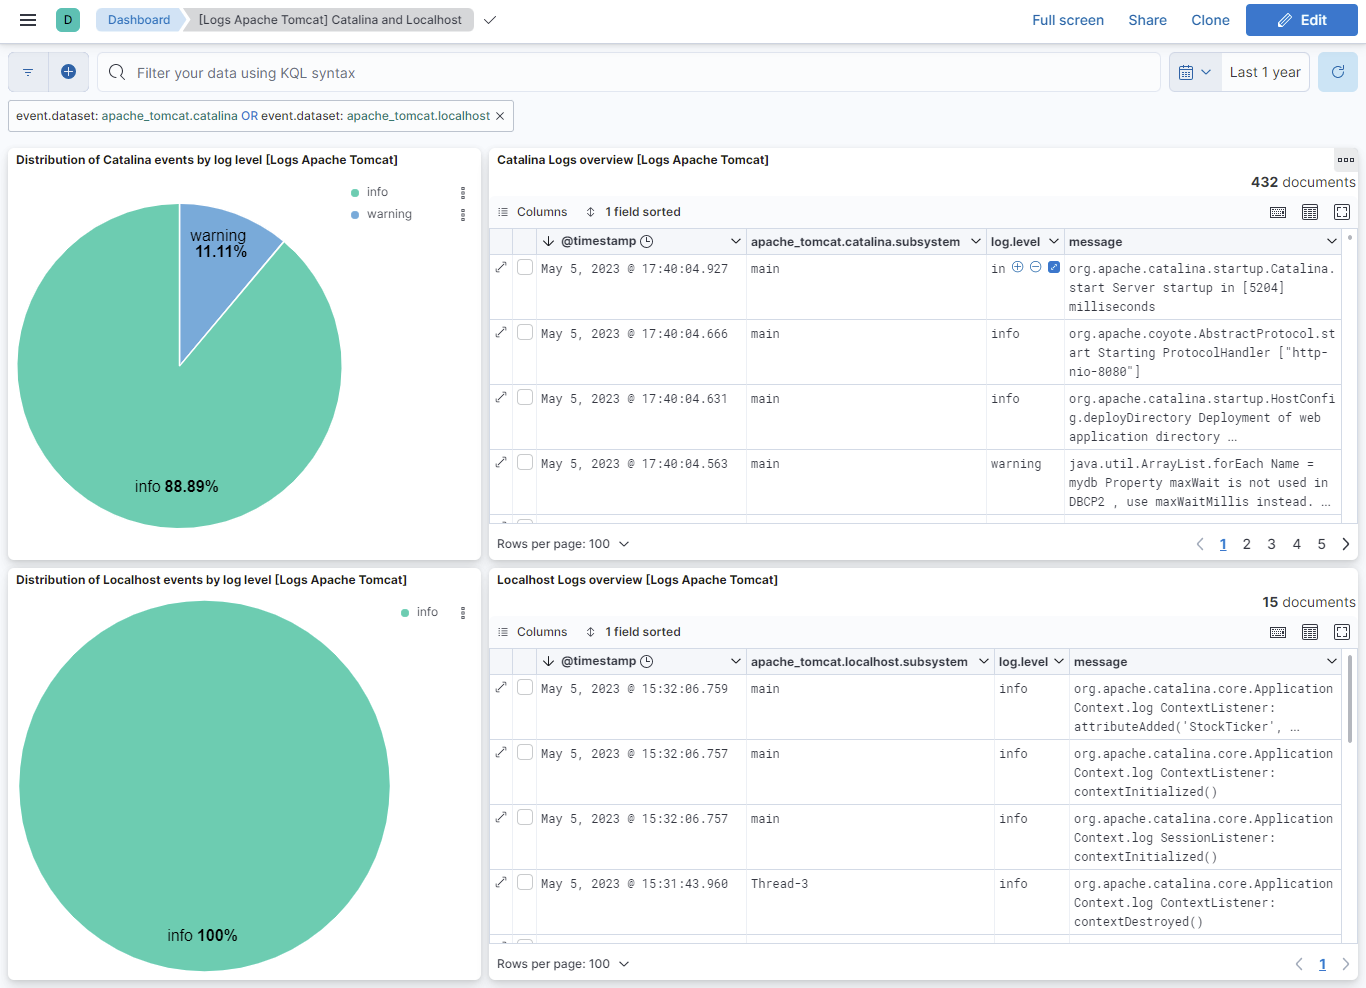 D Dashboard [Logs Apache Tomcat] Catalina and Localhost Full screen Share Clone Edit
Filter your data using KQL syntax Last 1 year
event.dataset: apache_tomcat.catalina OR event.dataset: apache_tomcat.localhost
Distribution of Catalina events by log level [Logs Apache Tomcat]
info
warning
warning
11.11%
info 88.89%
Catalina Logs overview [Logs Apache Tomcat]
432 documents
Columns 1 field sorted
@timestamp apache_tomcat.catalina.subsystem log.level message
May 5, 2023 @ 17:40:04.927 main in org.apache.catalina.startup.Catalina.
start Server startup in [5204]
milliseconds
May 5, 2023 @ 17:40:04.666 main info org.apache.coyote.AbstractProtocol.st
art Starting ProtocolHandler ["http-
nio-8080"]
May 5, 2023 @ 17:40:04.631 main info org.apache.catalina.startup.HostConfi
g.deployDirectory Deployment of web
application directory ...
May 5, 2023 @ 17:40:04.563 main warning java.util.ArrayList.forEach Name =
mydb Property maxWait is not used in
DBCP2 , use maxWaitMillis instead. ...
Rows per page: 100 1 2 3 4 5
Distribution of Localhost events by log level [Logs Apache Tomcat]
info
info 100%
Localhost Logs overview [Logs Apache Tomcat]
15 documents
Columns 1 field sorted
@timestamp apache_tomcat.localhost.subsystem log.level message
May 5, 2023 @ 15:32:06.759 main info org.apache.catalina.core.Application
Context.log ContextListener:
attributeAdded('StockTicker', ...
May 5, 2023 @ 15:32:06.757 main info org.apache.catalina.core.Application
Context.log ContextListener:
contextInitialized()
May 5, 2023 @ 15:32:06.757 main info org.apache.catalina.core.Application
Context.log SessionListener:
contextInitialized()
May 5, 2023 @ 15:31:43.960 Thread-3 info org.apache.catalina.core.Application
Context.log ContextListener:
contextDestroyed()
Rows per page: 100 1